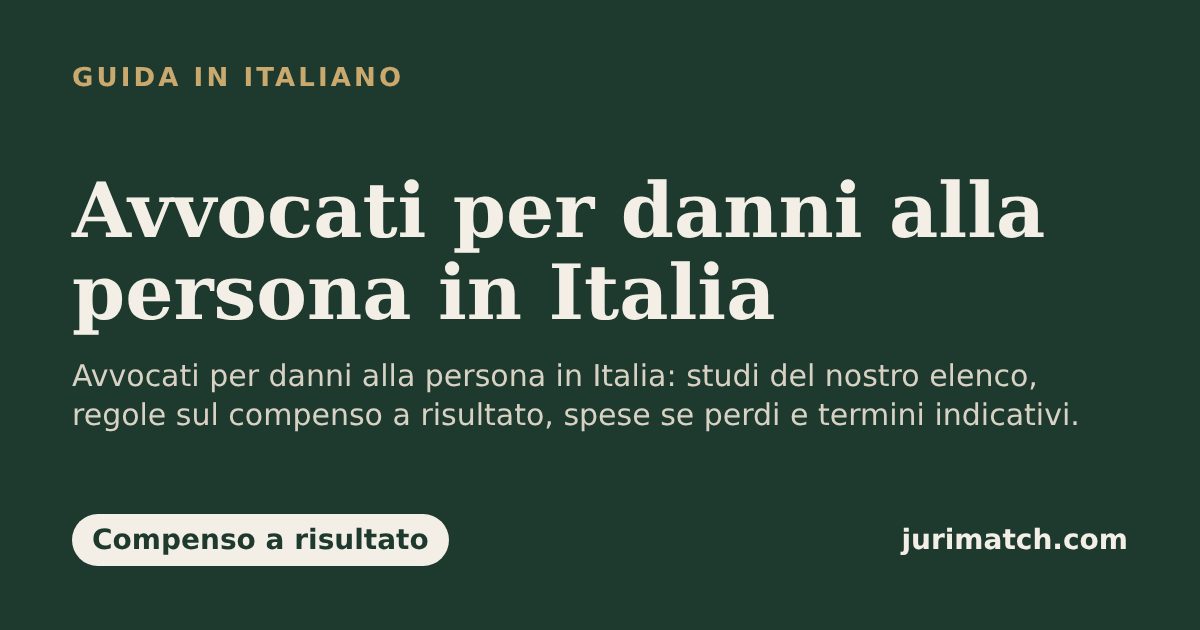 GUIDA IN ITALIANO
Avvocati per danni alla
persona in Italia
Avvocati per danni alla persona in Italia: studi del nostro elenco,
regole sul compenso a risultato, spese se perdi e termini indicativi.
Compenso a risultato
jurimatch.com